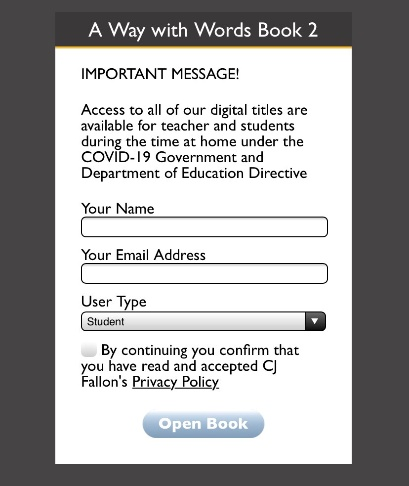 A Way with Words Book 2
IMPORTANT MESSAGE!
Access to all of our digital titles are
available for teacher and students
during the time at home under the
COVID-19 Government and
Department of Education Directive
Your Name
Your Email Address
User Type
Student
By continuing you confirm that
you have read and accepted CJ
Fallon's Privacy Policy
Open Book